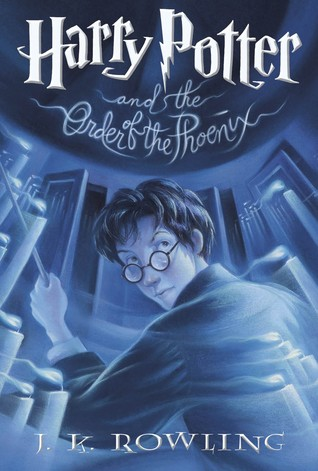 Harry Potter
and the
Order of the Phoenix
J. K. ROWLING